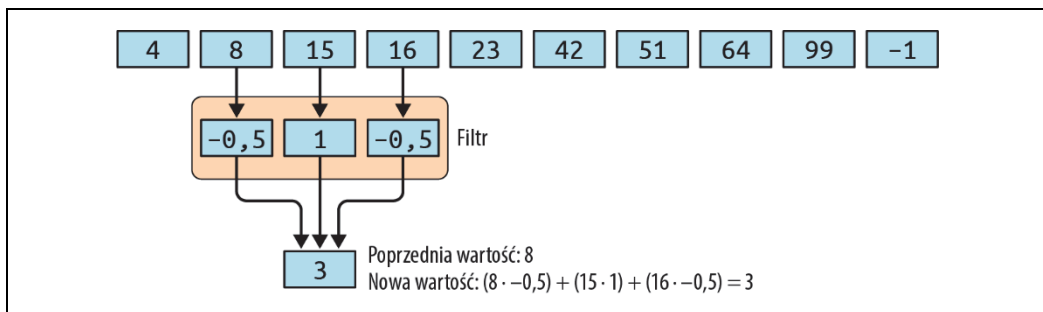 4 8 15 16 23 42 51 64 99 −1
−0,5 1 −0,5 Filtr
Poprzednia wartość: 8
3
Nowa wartość: (8 · −0,5) + (15 · 1) + (16 · −0,5) = 3